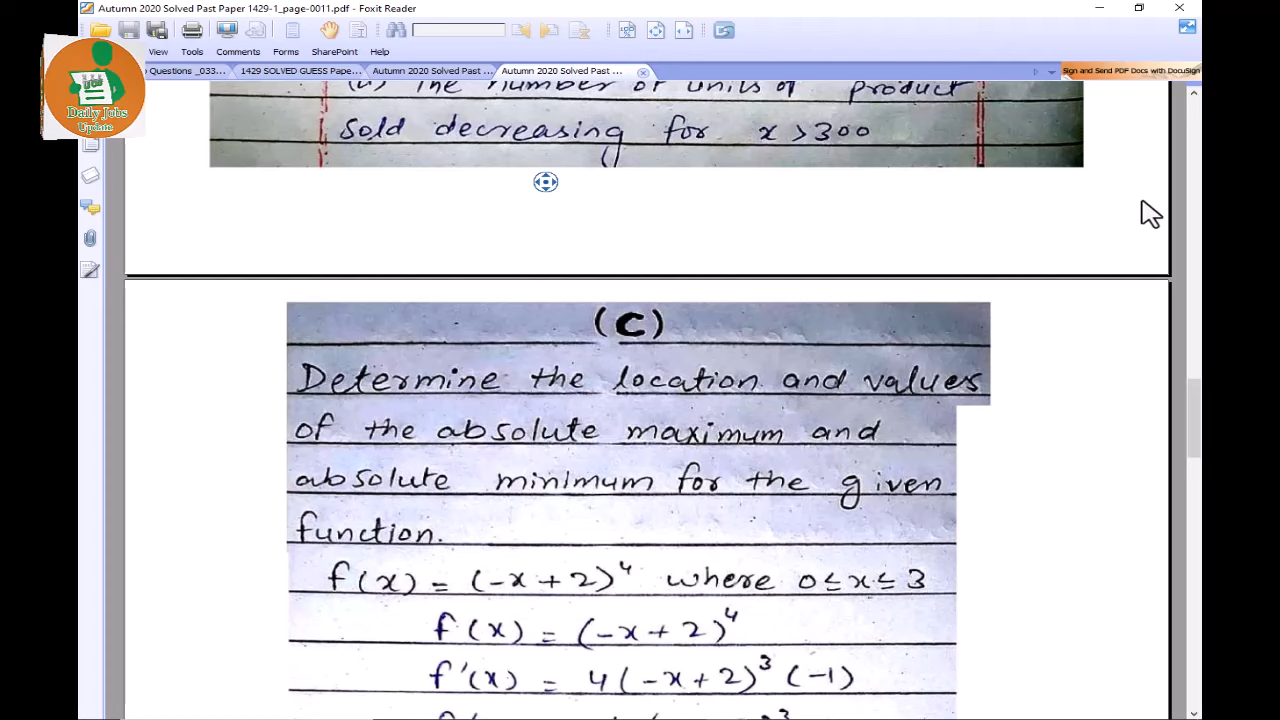 Autumn 2020 Solved Past Paper 1429-1_page-0011.pdf - Foxit Reader
View Tools Comments Forms SharePoint Help
Questions _033... 1429 SOLVED GUESS Pape... Autumn 2020 Solved Past ... Autumn 2020 Solved Past ... Sign and Send PDF Docs with DocuSign
Daily Jobs
Update
The number of units of product
sold decreasing for x > 300
(C)
Determine the location and values
of the absolute maximum and
absolute minimum for the given
function.
f(x) = (-x+2)⁴ where 0≤x≤3
f(x) = (-x+2)⁴
f'(x) = 4(-x+2)³ (-1)